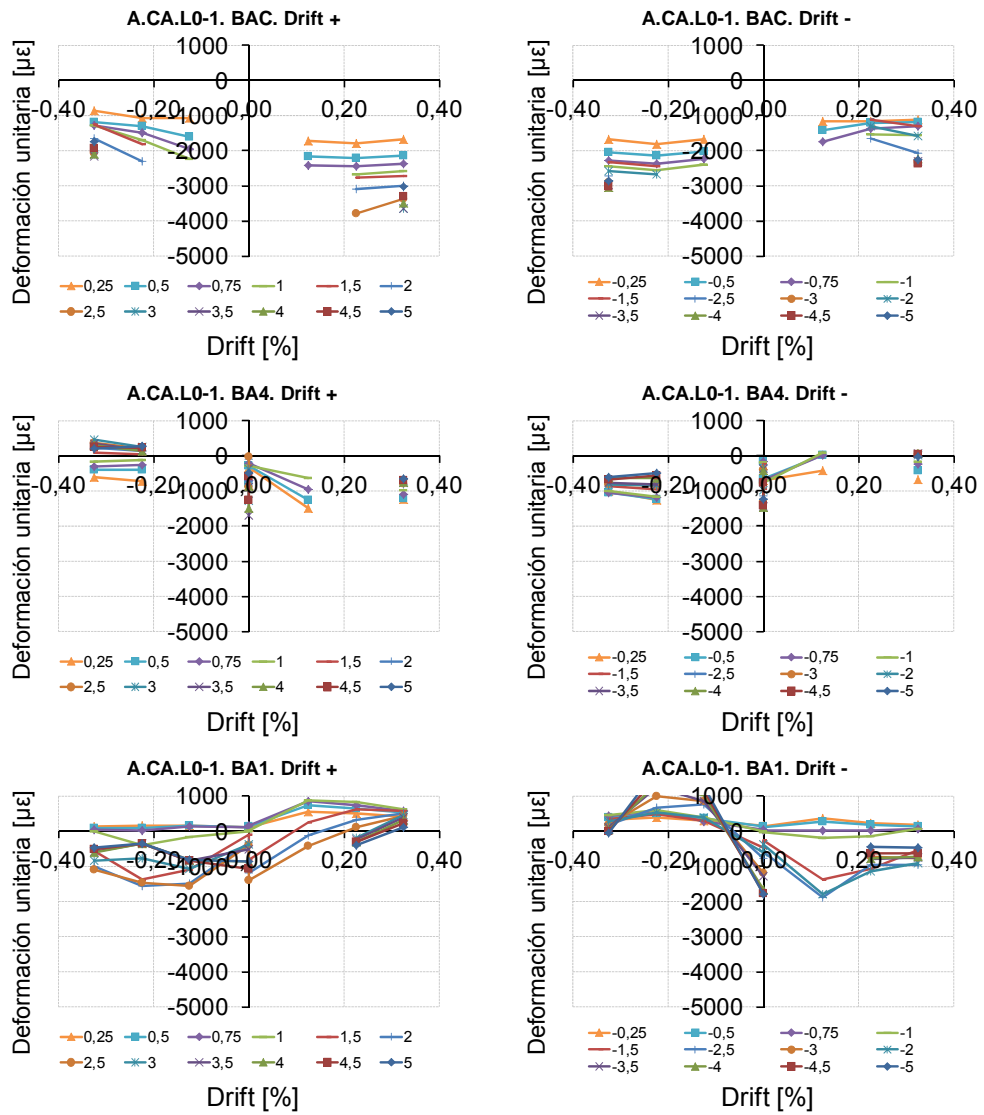 A.CA.L0-1. BAC. Drift +
Deformación unitaria [µε]
1000
0
-0,40 -0,20 0,00 0,20 0,40
-1000
-2000
-3000
-4000
-5000
0,25 0,5 0,75 1 1,5 2
2,5 3 3,5 4 4,5 5
Drift [%]
A.CA.L0-1. BAC. Drift -
Deformación unitaria [µε]
1000
0
-0,40 -0,20 0,00 0,20 0,40
-1000
-2000
-3000
-4000
-5000
-0,25 -0,5 -0,75 -1
-1,5 -2,5 -3 -2
-3,5 -4 -4,5 -5
Drift [%]
A.CA.L0-1. BA4. Drift +
Deformación unitaria [µε]
1000
0
-0,40 -0,20 0,00 0,20 0,40
-1000
-2000
-3000
-4000
-5000
0,25 0,5 0,75 1 1,5 2
2,5 3 3,5 4 4,5 5
Drift [%]
A.CA.L0-1. BA4. Drift -
Deformación unitaria [µε]
1000
0
-0,40 -0,20 0,00 0,20 0,40
-1000
-2000
-3000
-4000
-5000
-0,25 -0,5 -0,75 -1
-1,5 -2,5 -3 -2
-3,5 -4 -4,5 -5
Drift [%]
A.CA.L0-1. BA1. Drift +
Deformación unitaria [µε]
1000
0
-0,40 -0,20 0,00 0,20 0,40
-1000
-2000
-3000
-4000
-5000
0,25 0,5 0,75 1 1,5 2
2,5 3 3,5 4 4,5 5
Drift [%]
A.CA.L0-1. BA1. Drift -
Deformación unitaria [µε]
1000
0
-0,40 -0,20 0,00 0,20 0,40
-1000
-2000
-3000
-4000
-5000
-0,25 -0,5 -0,75 -1
-1,5 -2,5 -3 -2
-3,5 -4 -4,5 -5
Drift [%]